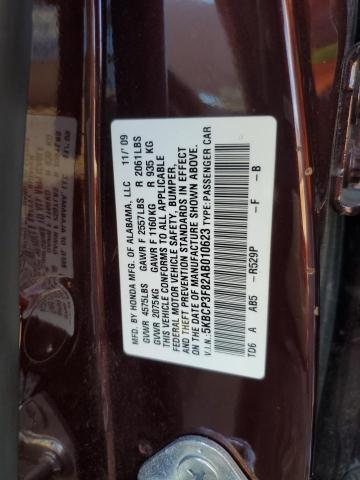 MFD. BY HONDA MFG. OF ALABAMA, LLC 11/'09
GVWR 4575LBS GAWR F 2557LBS R 2061LBS
GVWR 2075KG GAWR F 1160KG R 935 KG
THIS VEHICLE CONFORMS TO ALL APPLICABLE
FEDERAL MOTOR VEHICLE SAFETY, BUMPER,
AND THEFT PREVENTION STANDARDS IN EFFECT
ON THE DATE OF MANUFACTURE SHOWN ABOVE.
V.I.N.:5KBCP3F82AB010623 TYPE:PASSENGER CAR
TD6 A AB5 -R529P -F -B